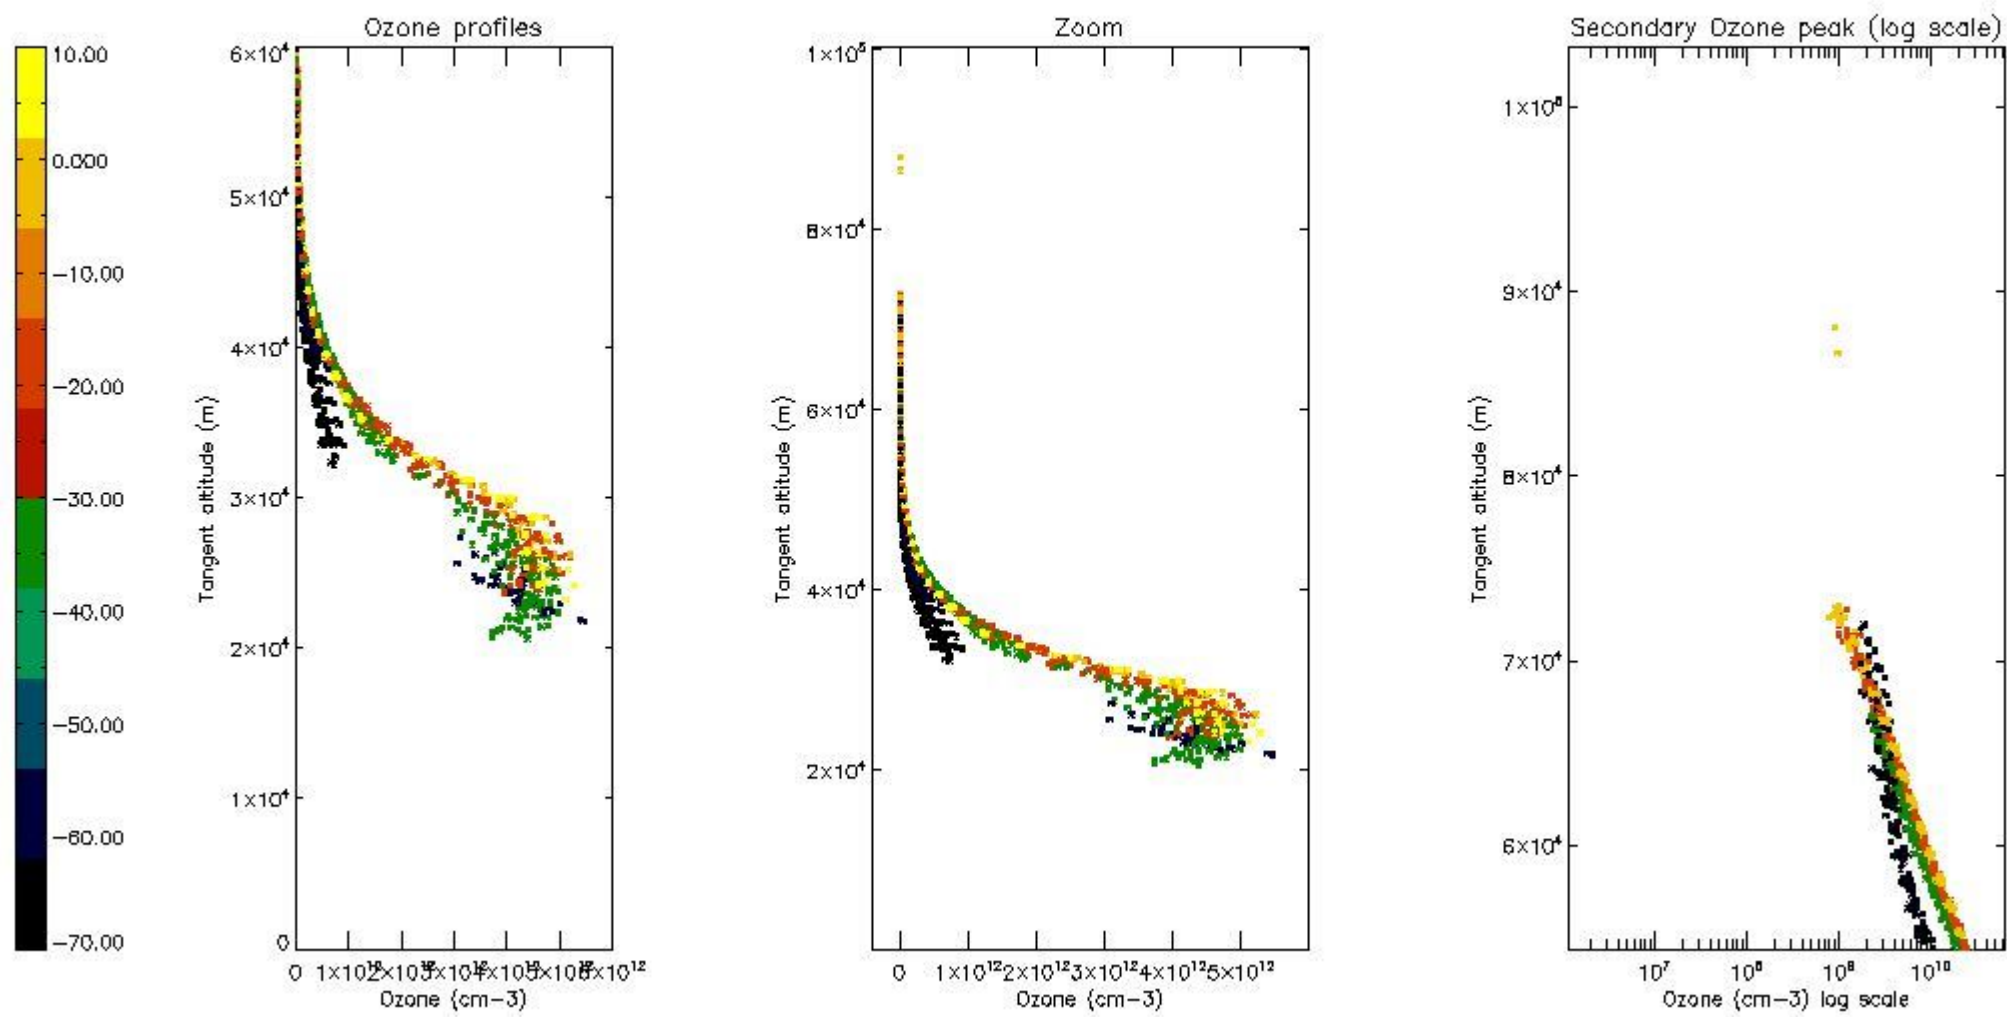 Ozone profiles
Zoom
Secondary Ozone peak (log scale)
10.00
0.000
−10.00
−20.00
−30.00
−40.00
−50.00
−60.00
−70.00
6×10⁴
5×10⁴
4×10⁴
3×10⁴
2×10⁴
1×10⁴
0
Tangent altitude (m)
0
Ozone (cm−3)
1×10⁵
8×10⁴
6×10⁴
4×10⁴
2×10⁴
Tangent altitude (m)
0 1×10¹² 2×10¹² 3×10¹² 4×10¹² 5×10¹²
Ozone (cm−3)
9×10⁴
8×10⁴
7×10⁴
6×10⁴
Tangent altitude (m)
10⁷ 10⁸ 10⁹ 10¹⁰
Ozone (cm−3) log scale